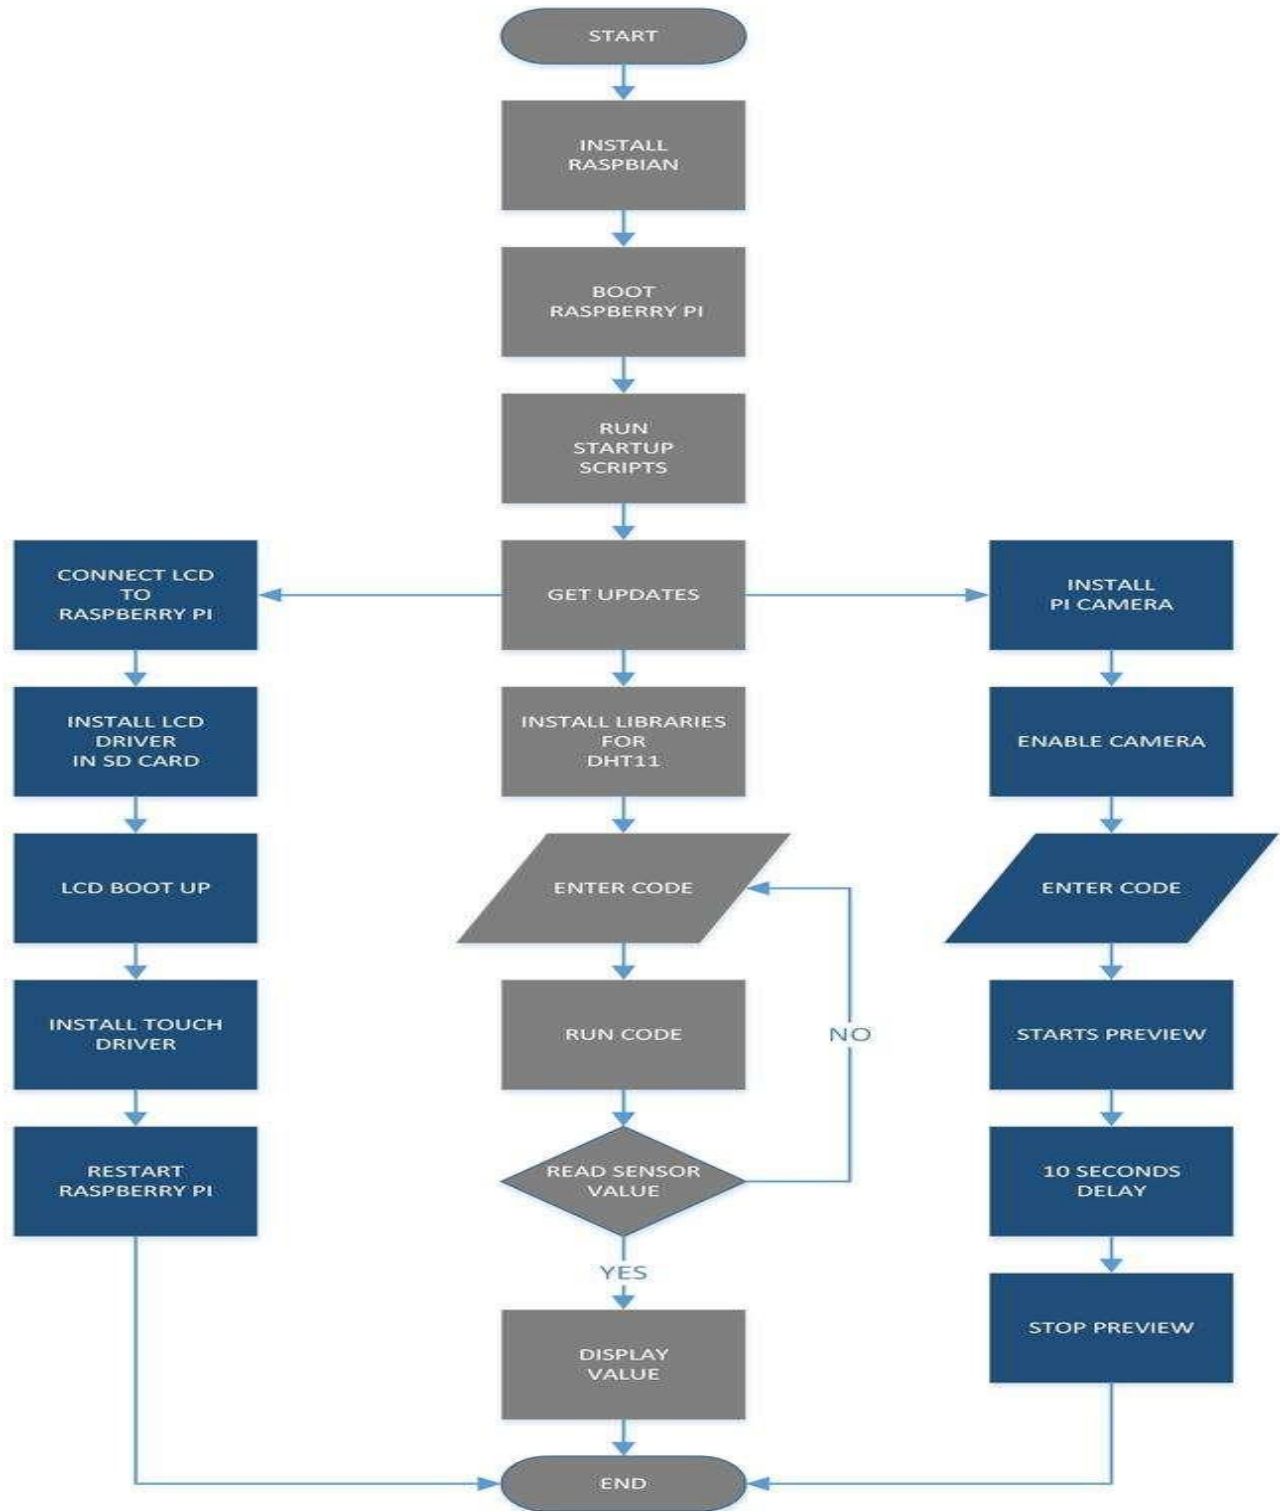 START
INSTALL
RASPBIAN
BOOT
RASPBERRY PI
RUN
STARTUP
SCRIPTS
GET UPDATES
CONNECT LCD
TO
RASPBERRY PI
INSTALL LCD
DRIVER
IN SD CARD
LCD BOOT UP
INSTALL TOUCH
DRIVER
RESTART
RASPBERRY PI
INSTALL LIBRARIES
FOR
DHT11
ENTER CODE
RUN CODE
READ SENSOR
VALUE
NO
YES
DISPLAY
VALUE
INSTALL
PI CAMERA
ENABLE CAMERA
ENTER CODE
STARTS PREVIEW
10 SECONDS
DELAY
STOP PREVIEW
END